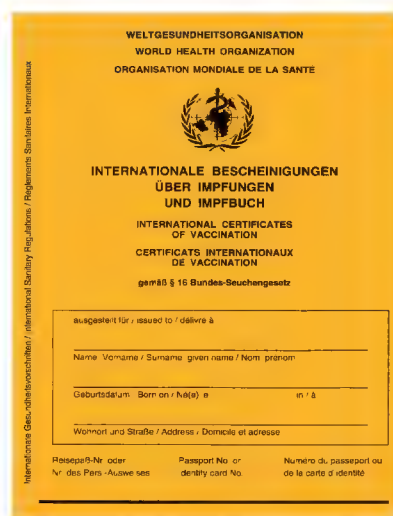 WELTGESUNDHEITSORGANISATION
WORLD HEALTH ORGANIZATION
ORGANISATION MONDIALE DE LA SANTÉ
INTERNATIONALE BESCHEINIGUNGEN
ÜBER IMPFUNGEN
UND IMPFBUCH
INTERNATIONAL CERTIFICATES
OF VACCINATION
CERTIFICATS INTERNATIONAUX
DE VACCINATION
gemäß § 16 Bundes-Seuchengesetz
ausgestellt für / issued to / délivré à
Name Vorname / Surname given name / Nom prénom
Geburtsdatum Born on / Né(e) le in / à
Wohnort und Straße / Address / Domicile et adresse
Reisepaß-Nr. oder Passport No. or Numéro du passeport ou
Nr. des Pers.-Ausweises identity card No. de la carte d'identité
Internationale Gesundheitsvorschriften / International Sanitary Regulations / Règlements Sanitaires Internationaux